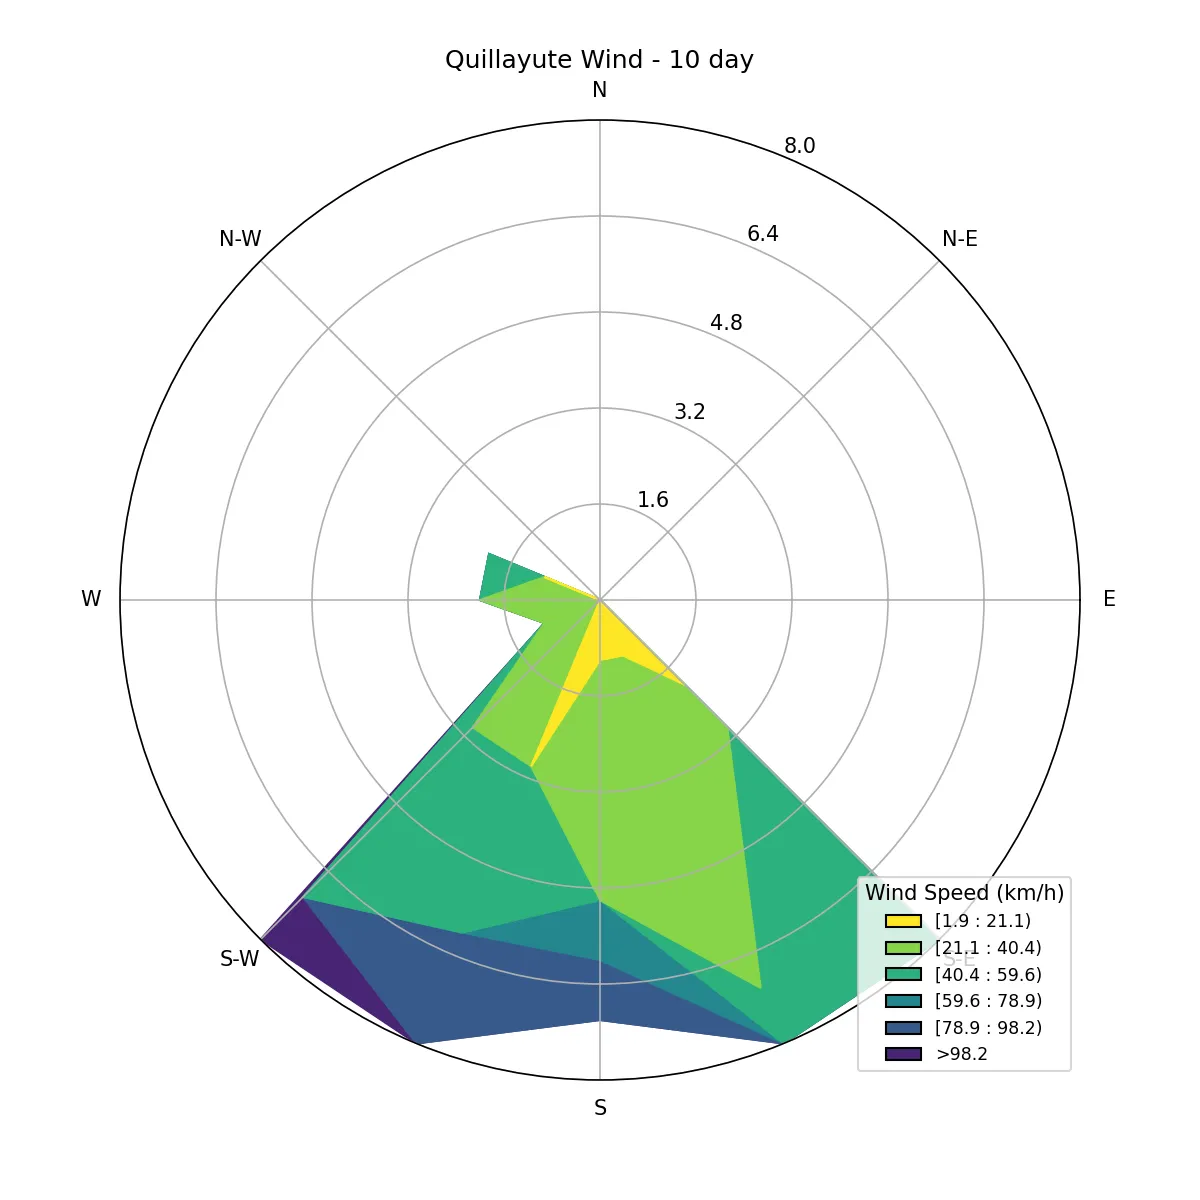 Quillayute Wind - 10 day
N
8.0
N-W
6.4
N-E
4.8
3.2
1.6
W
E
Wind Speed (km/h)
[1.9 : 21.1)
[21.1 : 40.4)
S-W
S-E
[40.4 : 59.6)
[59.6 : 78.9)
[78.9 : 98.2)
>98.2
S